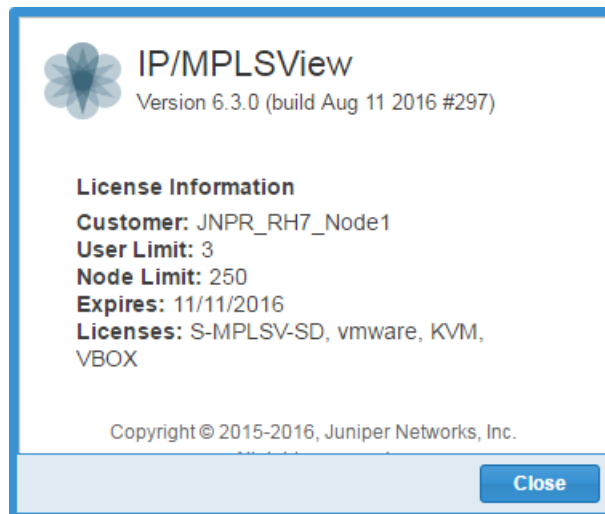 IP/MPLSView
Version 6.3.0 (build Aug 11 2016 #297)
License Information
Customer: JNPR_RH7_Node1
User Limit: 3
Node Limit: 250
Expires: 11/11/2016
Licenses: S-MPLSV-SD, vmware, KVM,
VBOX
Copyright © 2015-2016, Juniper Networks, Inc.
Close